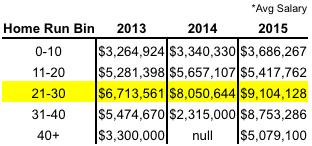 *Avg Salary
Home Run Bin 2013 2014 2015
0-10 $3,264,924 $3,340,330 $3,686,267
11-20 $5,281,398 $5,657,107 $5,417,762
21-30 $6,713,561 $8,050,644 $9,104,128
31-40 $5,474,670 $2,315,000 $8,753,286
40+ $3,300,000 null $5,079,100